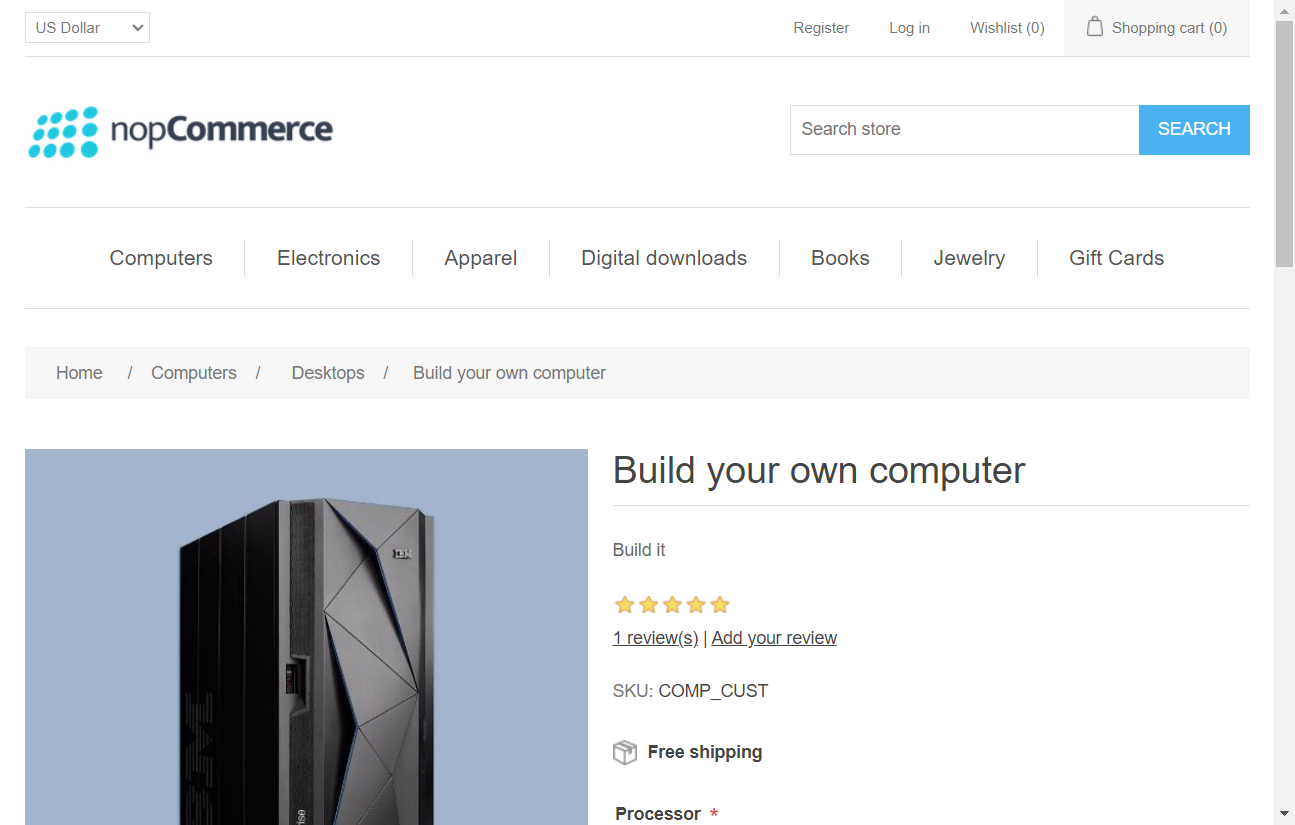 US Dollar
Register
Log in
Wishlist (0)
Shopping cart (0)
nopCommerce
Search store
SEARCH
Computers
Electronics
Apparel
Digital downloads
Books
Jewelry
Gift Cards
Home / Computers / Desktops / Build your own computer
Build your own computer
IBM
Build it
1 review(s) | Add your review
SKU: COMP_CUST
IBM
Free shipping
Processor *